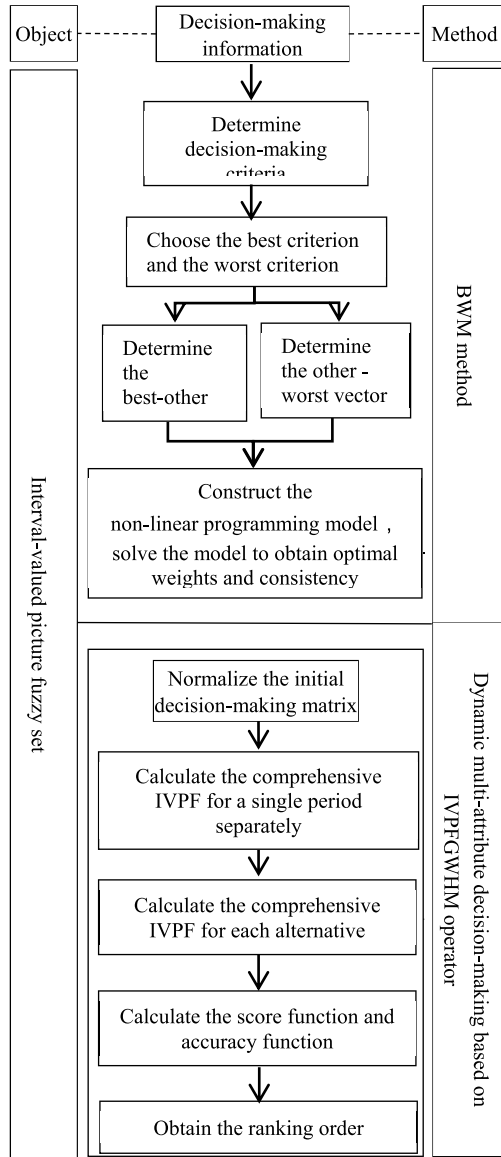 Object
Decision-making
information
Method
Determine
decision-making
criteria
Choose the best criterion
and the worst criterion
Determine
the
best-other
Determine
the other -
worst vector
Construct the
non-linear programming model ,
solve the model to obtain optimal
weights and consistency
BWM method
Interval-valued picture fuzzy set
Normalize the initial
decision-making matrix
Calculate the comprehensive
IVPF for a single period
separately
Calculate the comprehensive
IVPF for each alternative
Calculate the score function and
accuracy function
Obtain the ranking order
Dynamic multi-attribute decision-making based on
IVPFGWHM operator